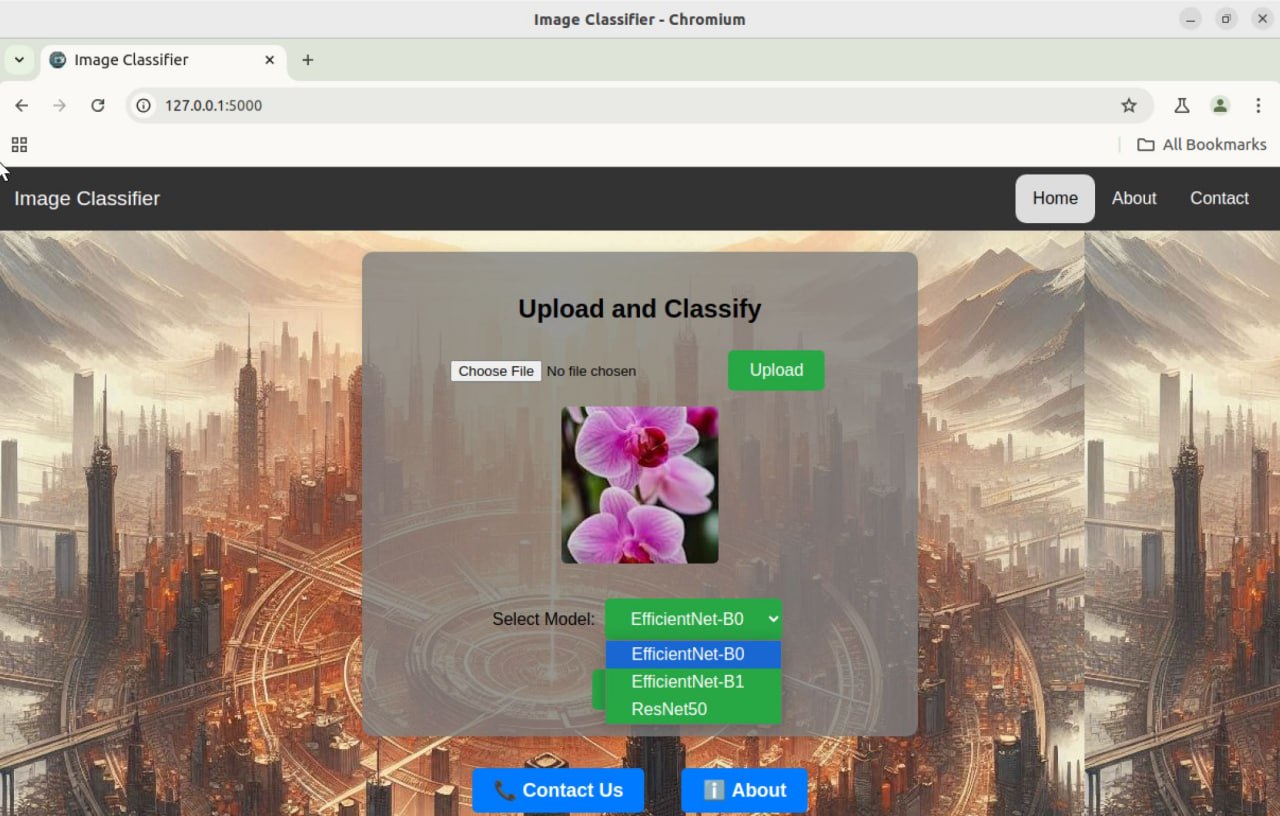 Image Classifier - Chromium
Image Classifier
127.0.0.1:5000
All Bookmarks
Image Classifier Home About Contact
Upload and Classify
Choose File No file chosen Upload
Select Model: EfficientNet-B0
EfficientNet-B0
EfficientNet-B1
ResNet50
Contact Us About